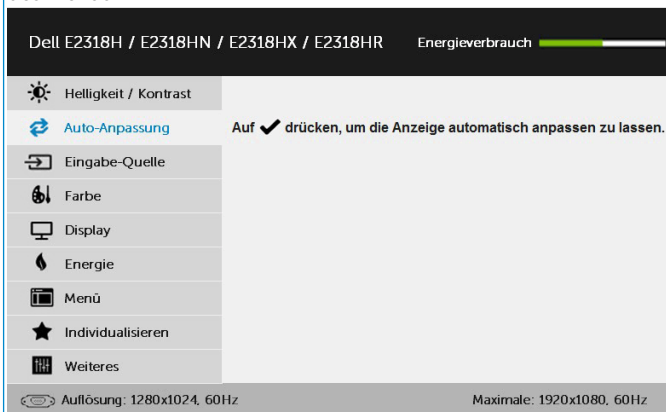 Dell E2318H / E2318HN / E2318HX / E2318HR Energieverbrauch
Helligkeit / Kontrast
Auto-Anpassung
Auf ✔ drücken, um die Anzeige automatisch anpassen zu lassen.
Eingabe-Quelle
Farbe
Display
Energie
Menü
Individualisieren
Weiteres
Auflösung: 1280x1024, 60Hz Maximale: 1920x1080, 60Hz